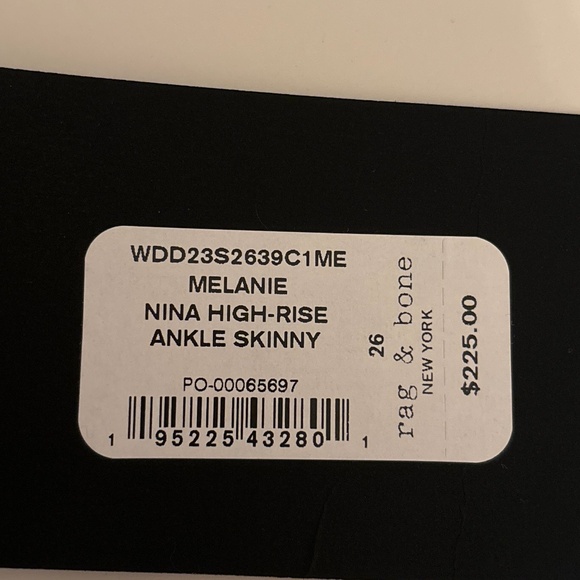 WDD23S2639C1ME
MELANIE
NINA HIGH-RISE
ANKLE SKINNY
PO-00065697
1 95225 43280 1
26
rag & bone
NEW YORK
$225.00